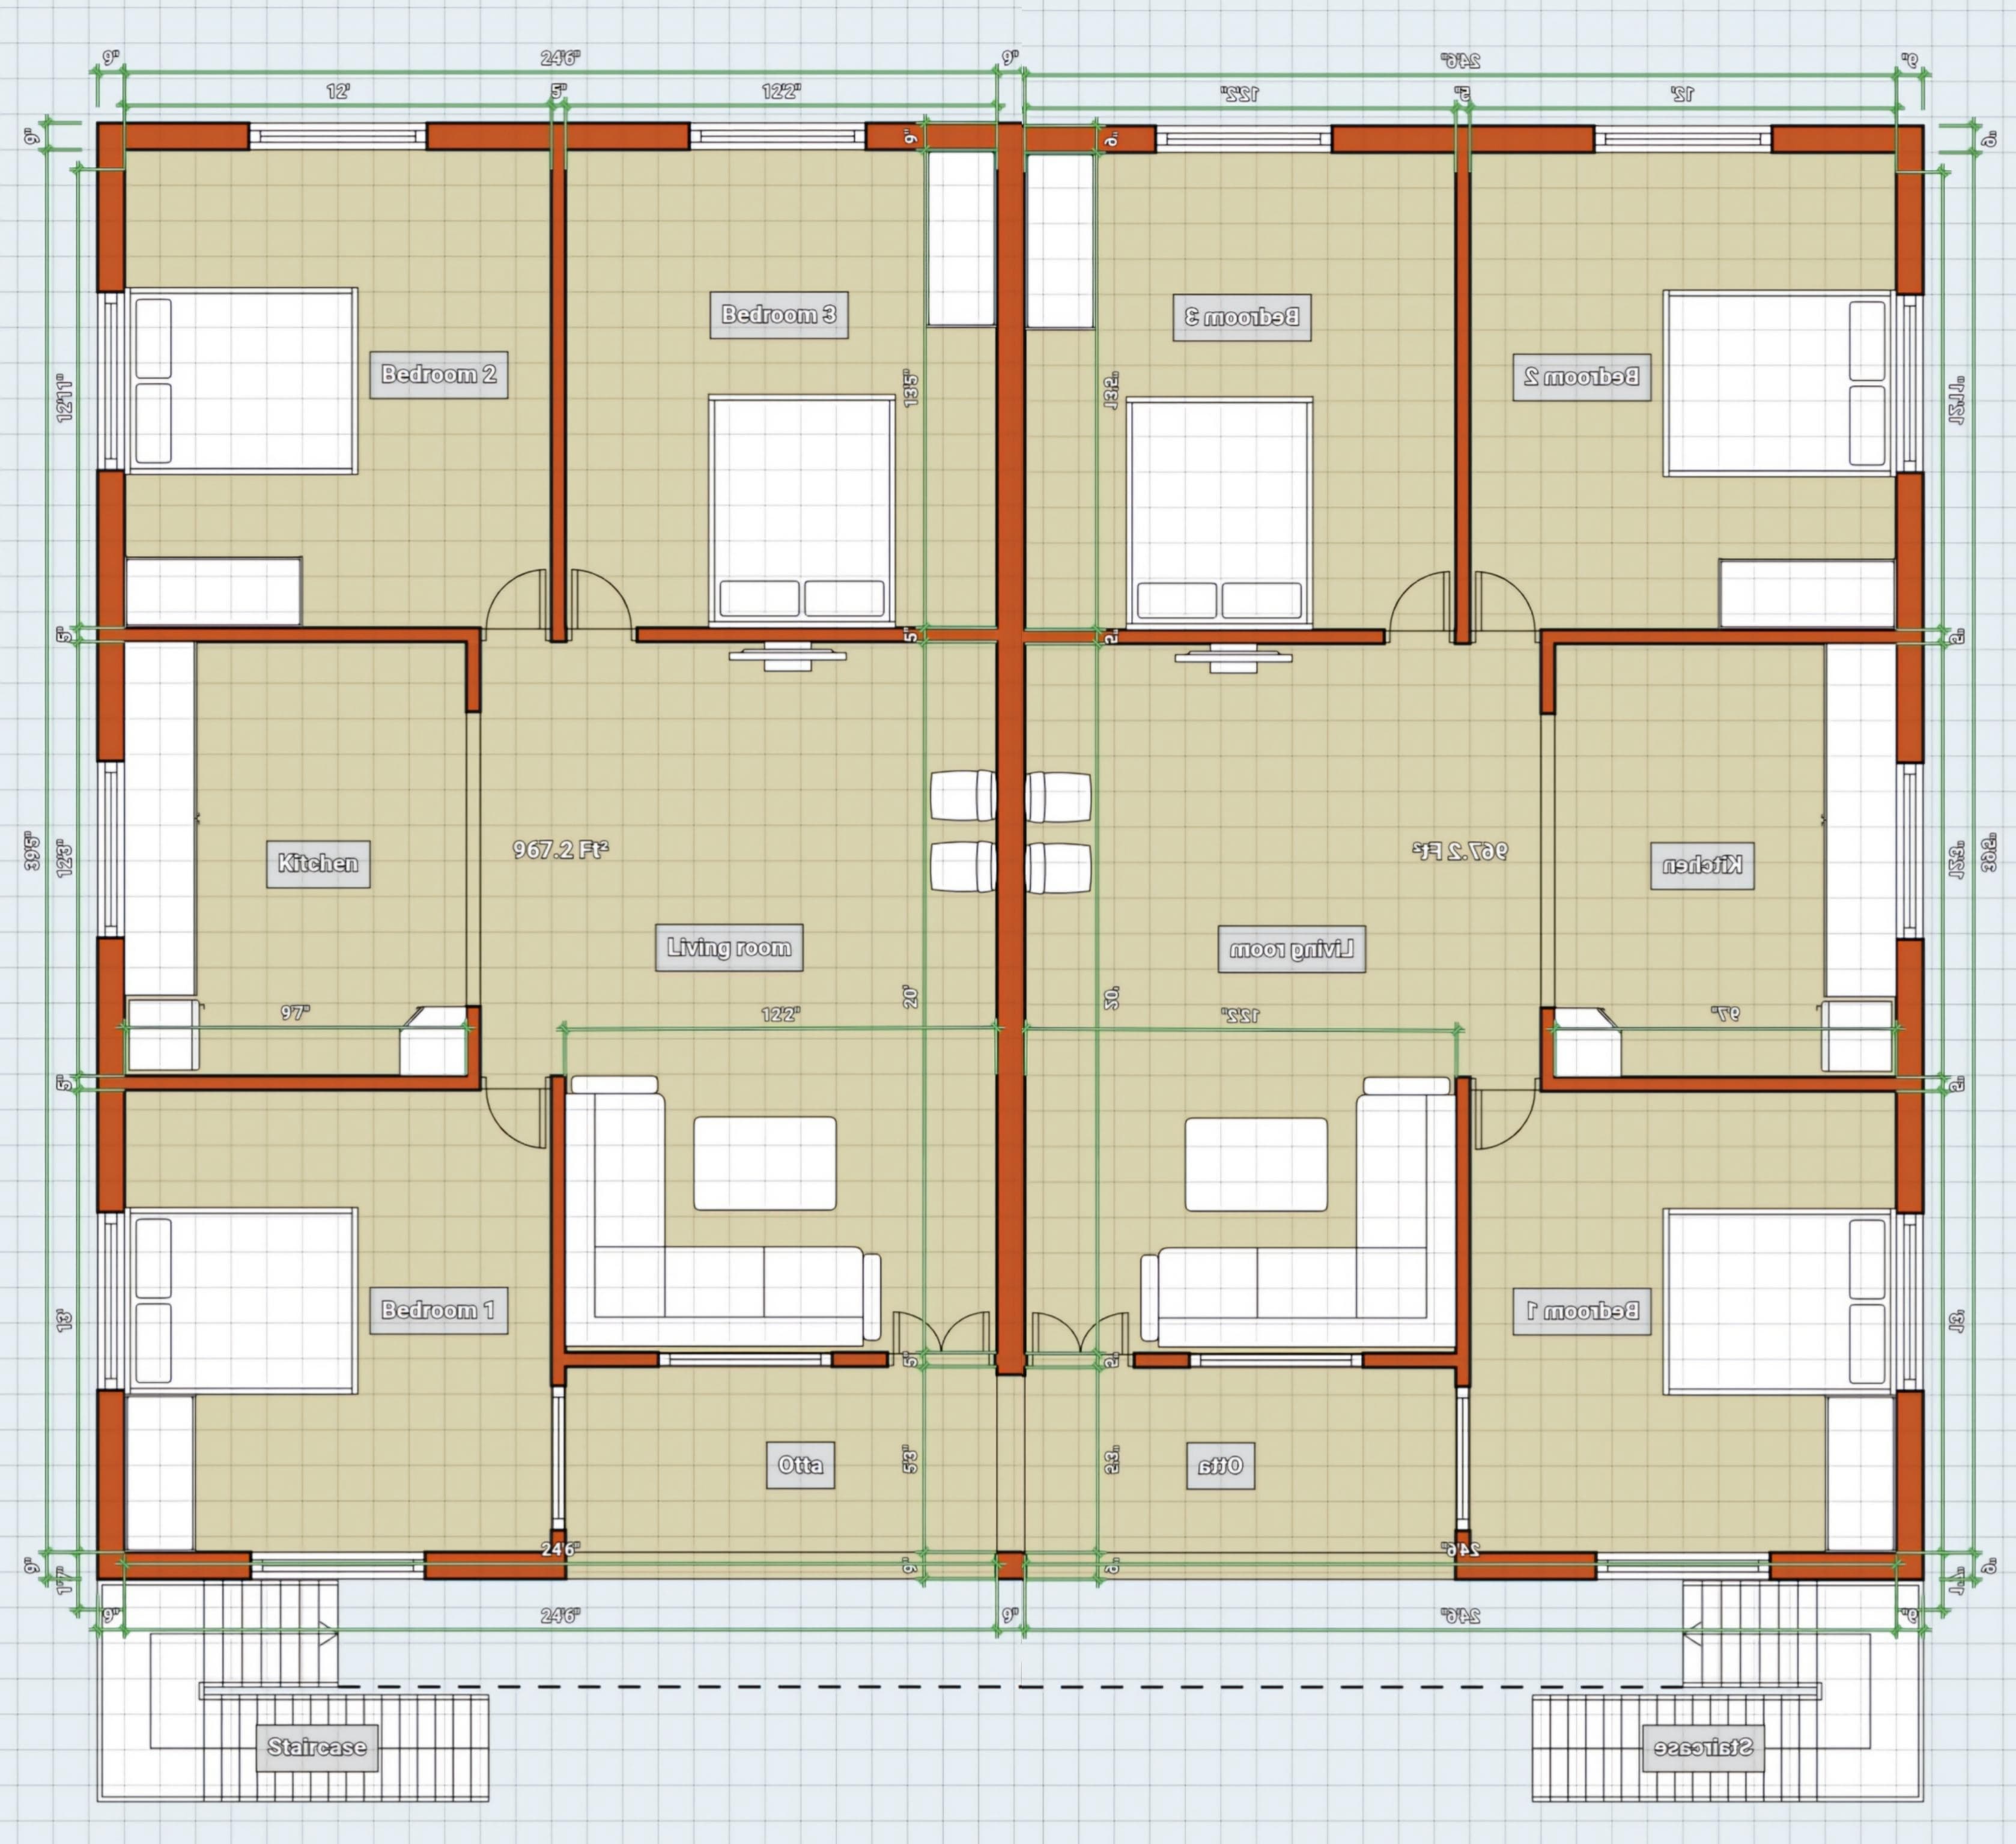 9" 24'6" 9" 24'6" 9"
12' 5" 12'2" 12'2" 5" 12'
9" 9" 9" 9"
Bedroom 3 Bedroom 3
Bedroom 2 Bedroom 2
12'11" 13'5" 13'5" 12'11"
5" 5" 5" 5"
39'5" 12'3" Kitchen 967.2 Ft² 967.2 Ft² Kitchen 12'3" 39'5"
Living room Living room
9'7" 12'2" 20' 20' 12'2" 9'7"
5" 5"
13' Bedroom 1 Bedroom 1 13'
5" 5"
Otta 5'3" 5'3" Otta
24'6" 24'6"
9" 1'7" 9" 9" 1'7" 9"
9" 24'6" 9" 24'6" 9"
Staircase Staircase